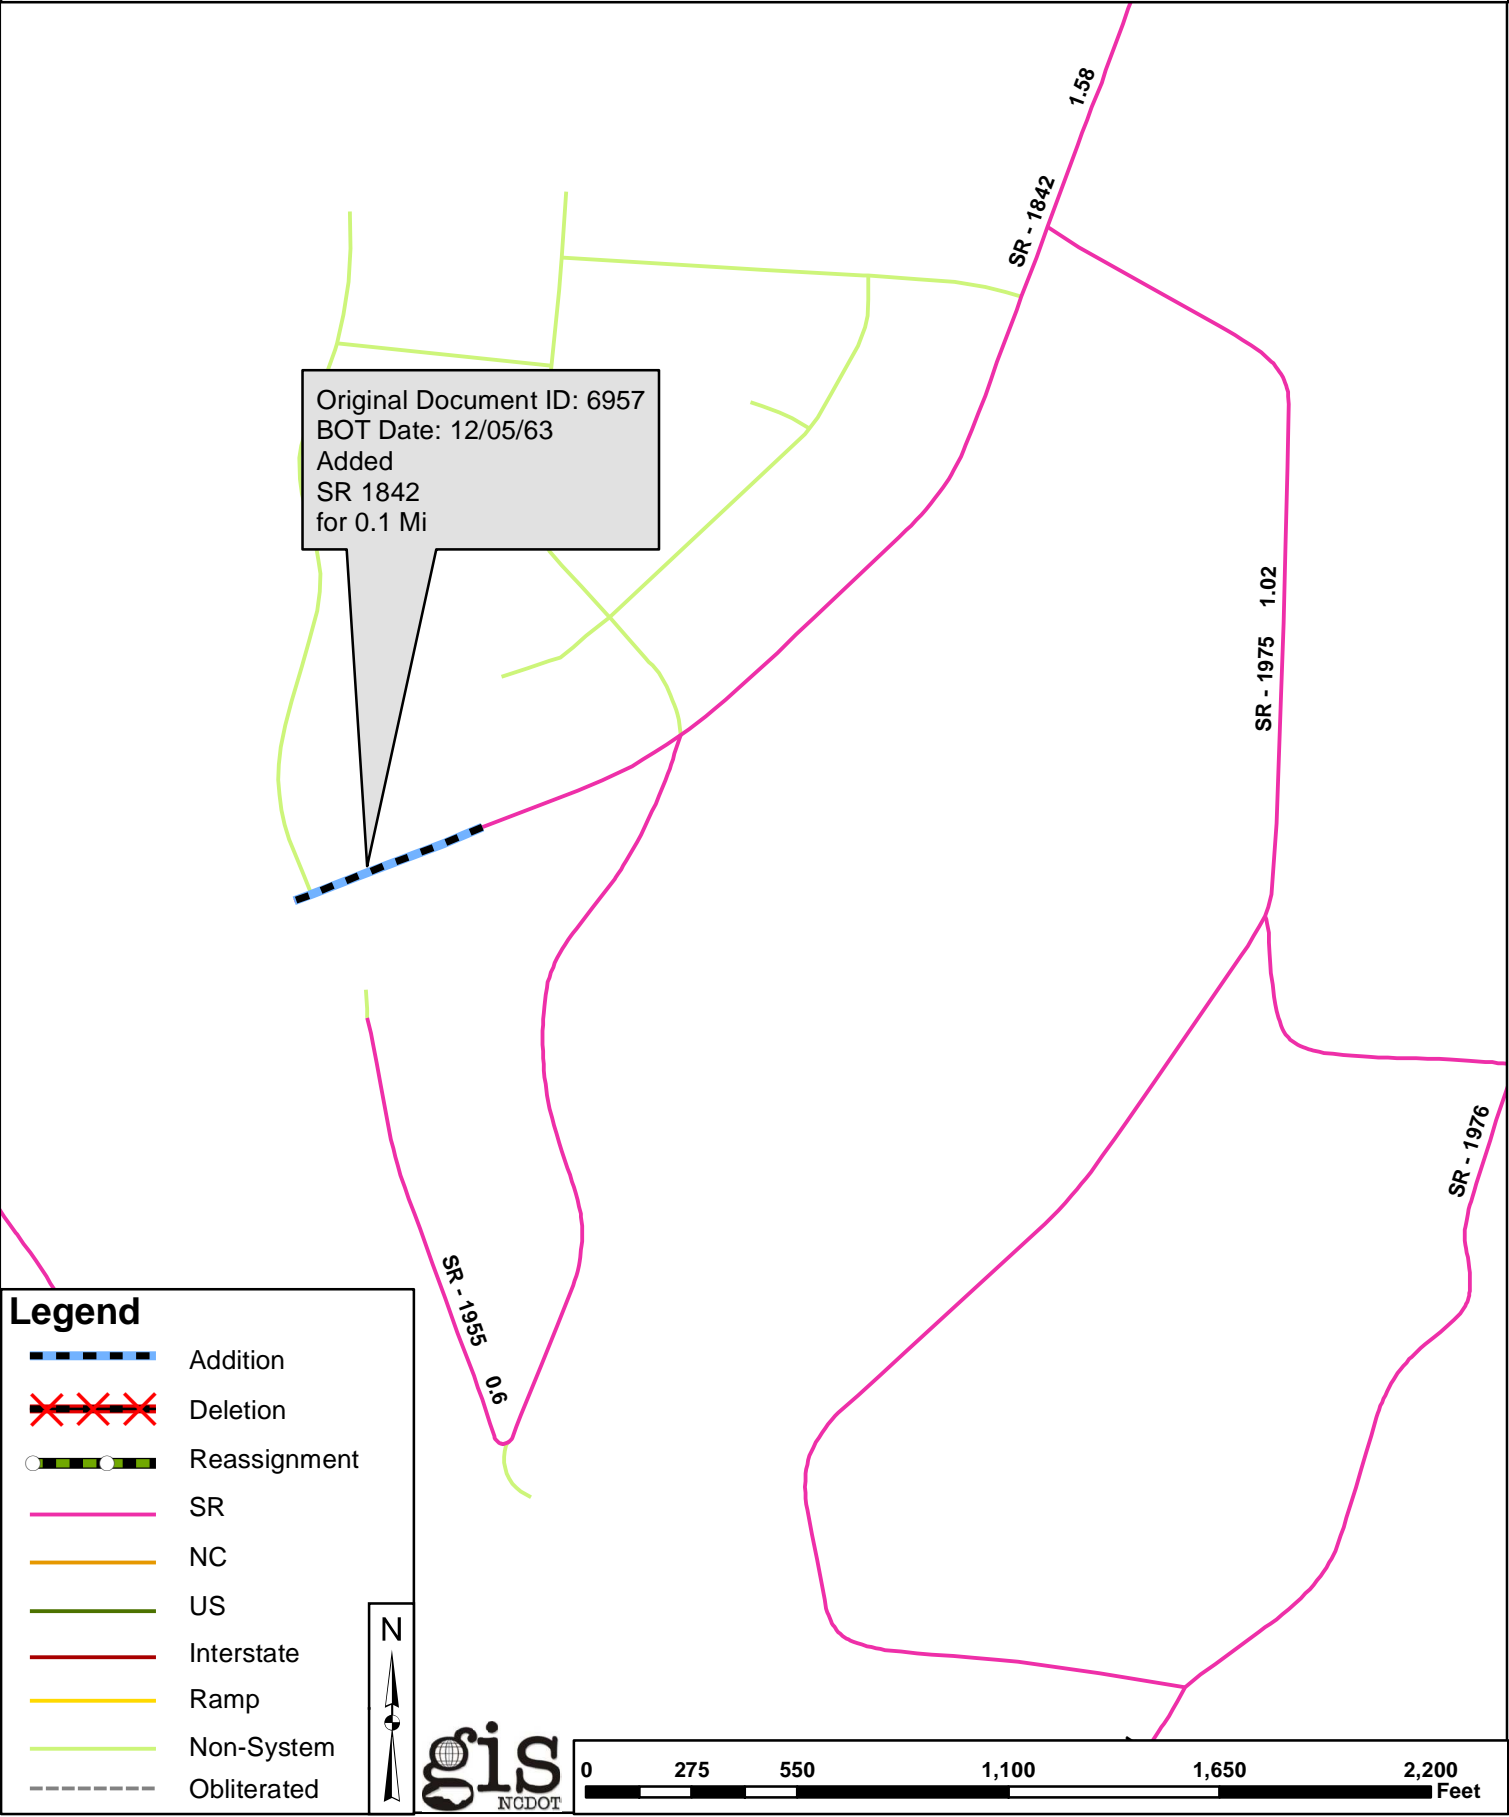 1.58
SR - 1842
Original Document ID: 6957
BOT Date: 12/05/63
Added
SR 1842
for 0.1 Mi
SR - 1975 1.02
SR - 1976
SR - 1955 0.6
Legend
Addition
Deletion
Reassignment
SR
NC
US
Interstate
Ramp
Non-System
Obliterated
N
gis
NCDOT
0 275 550 1,100 1,650 2,200
Feet